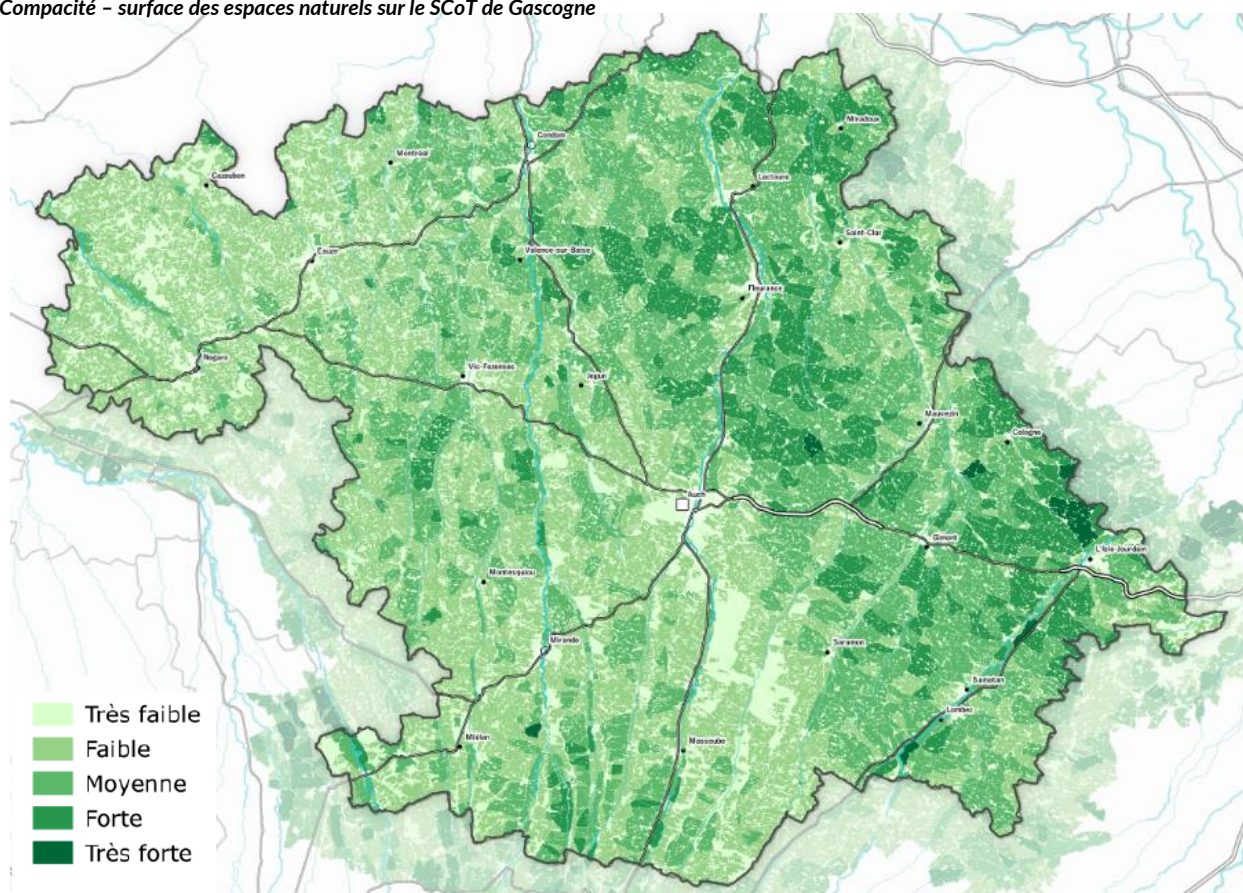 Compacité – surface des espaces naturels sur le SCoT de Gascogne
Condom
Miradoux
Montréal
Cazaubon
Lectoure
Saint-Clar
Eauze
Valence-sur-Baïse
Fleurance
Nogaro
Vic-Fezensac
Jegun
Mauvezin
Cologne
Auch
Gimont
L'Isle-Jourdain
Montesquiou
Mirande
Saramon
Samatan
Lombez
Miélan
Masseube
Très faible
Faible
Moyenne
Forte
Très forte